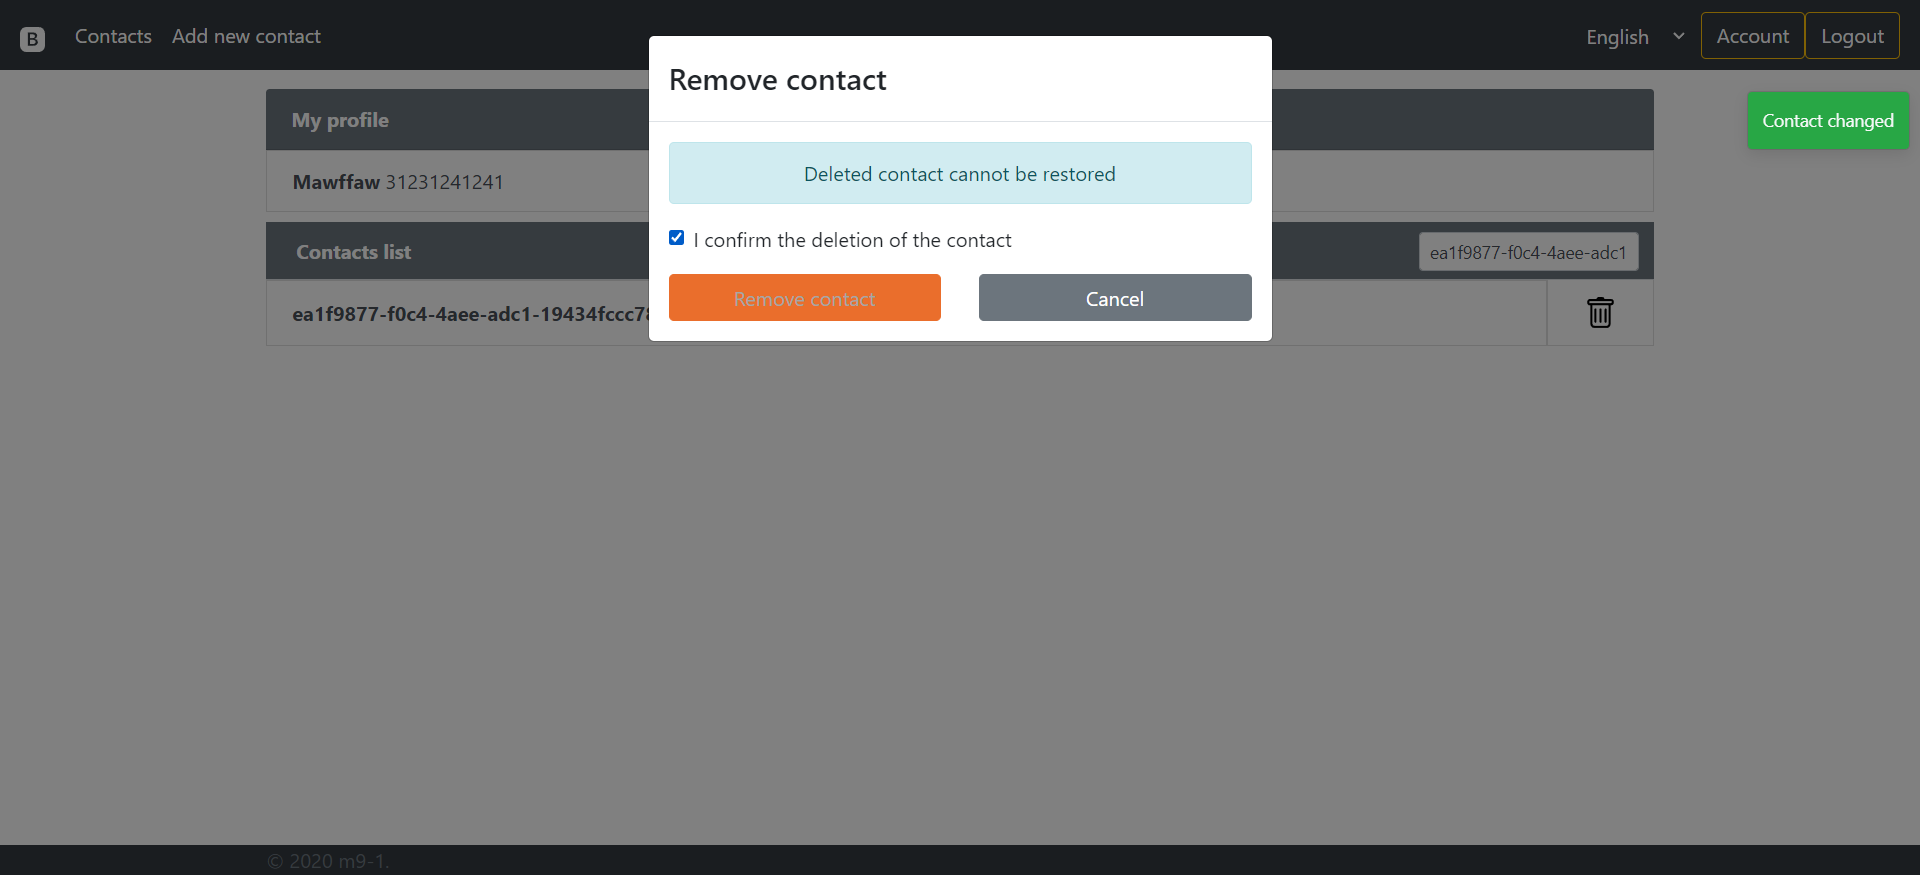 B Contacts Add new contact English Account Logout
Remove contact
My profile
Contact changed
Deleted contact cannot be restored
Mawffaw 31231241241
I confirm the deletion of the contact
Contacts list
ea1f9877-f0c4-4aee-adc1
Remove contact Cancel
ea1f9877-f0c4-4aee-adc1-19434fccc78
© 2020 m9-1.